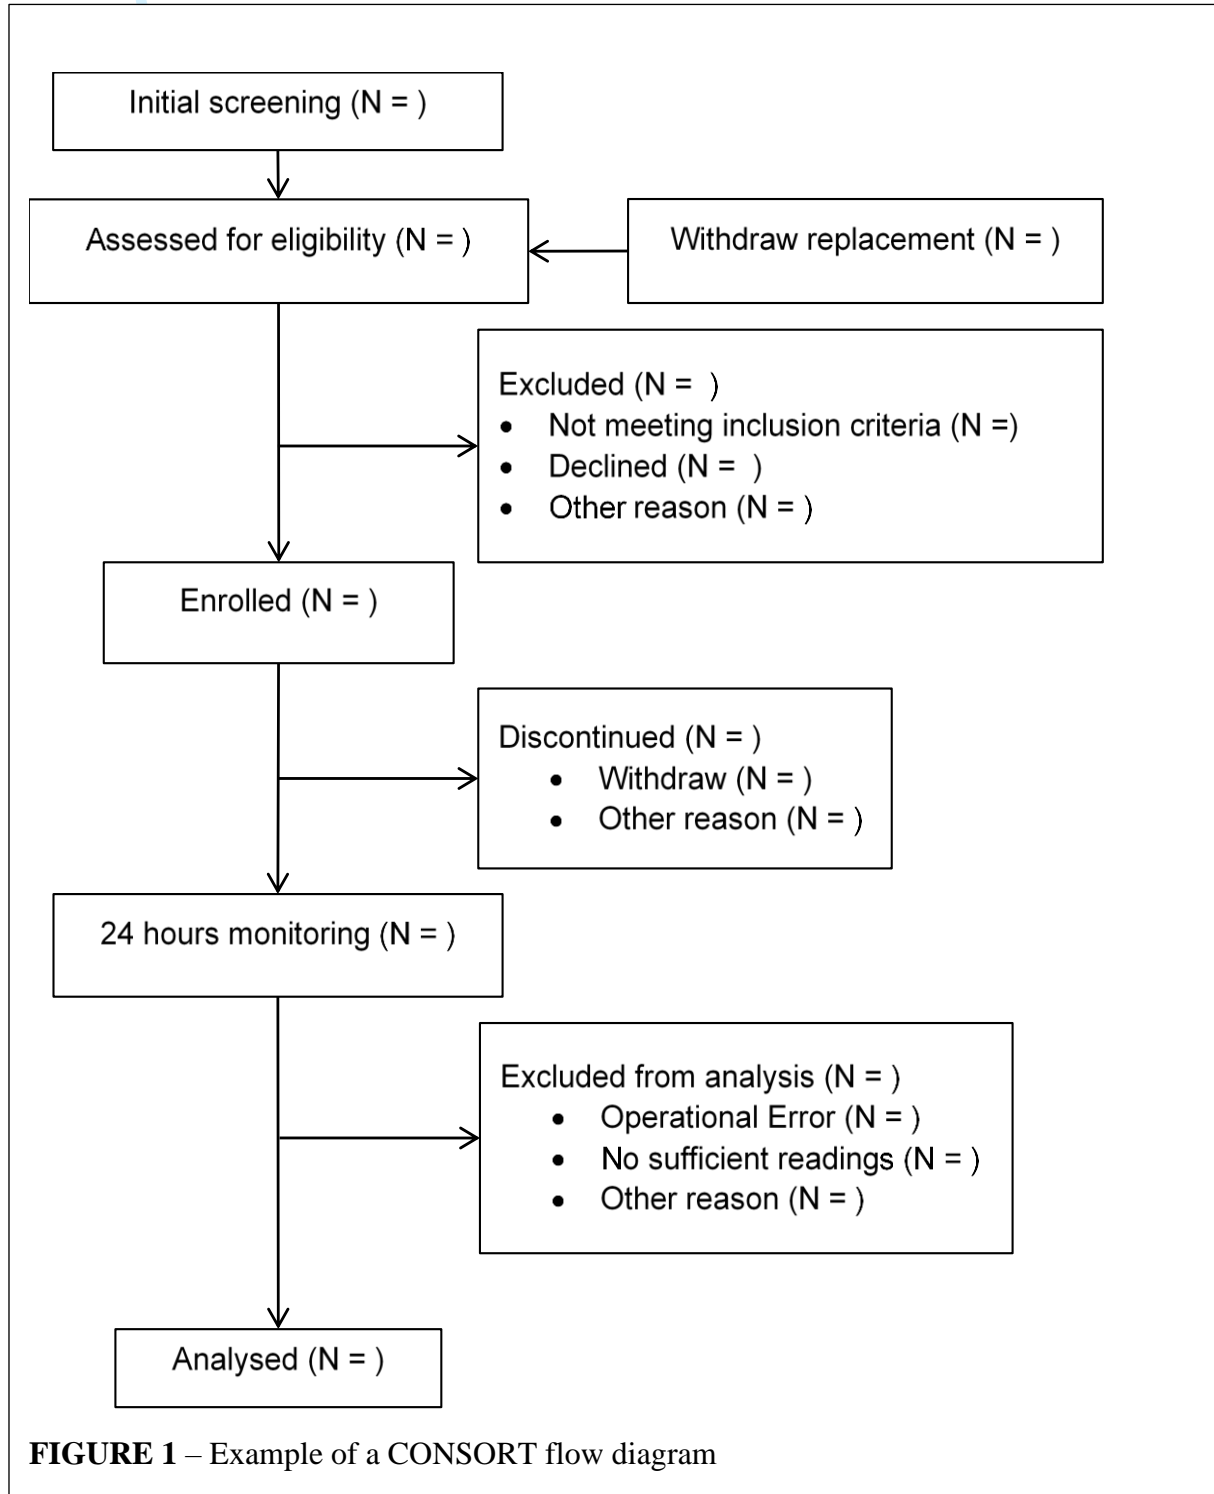 Initial screening (N = )
Assessed for eligibility (N = )
Withdraw replacement (N = )
Excluded (N =  )
• Not meeting inclusion criteria (N =)
• Declined (N =  )
• Other reason (N = )
Enrolled (N = )
Discontinued (N = )
• Withdraw (N = )
• Other reason (N = )
24 hours monitoring (N = )
Excluded from analysis (N = )
• Operational Error (N = )
• No sufficient readings (N = )
• Other reason (N = )
Analysed (N = )
FIGURE 1 – Example of a CONSORT flow diagram